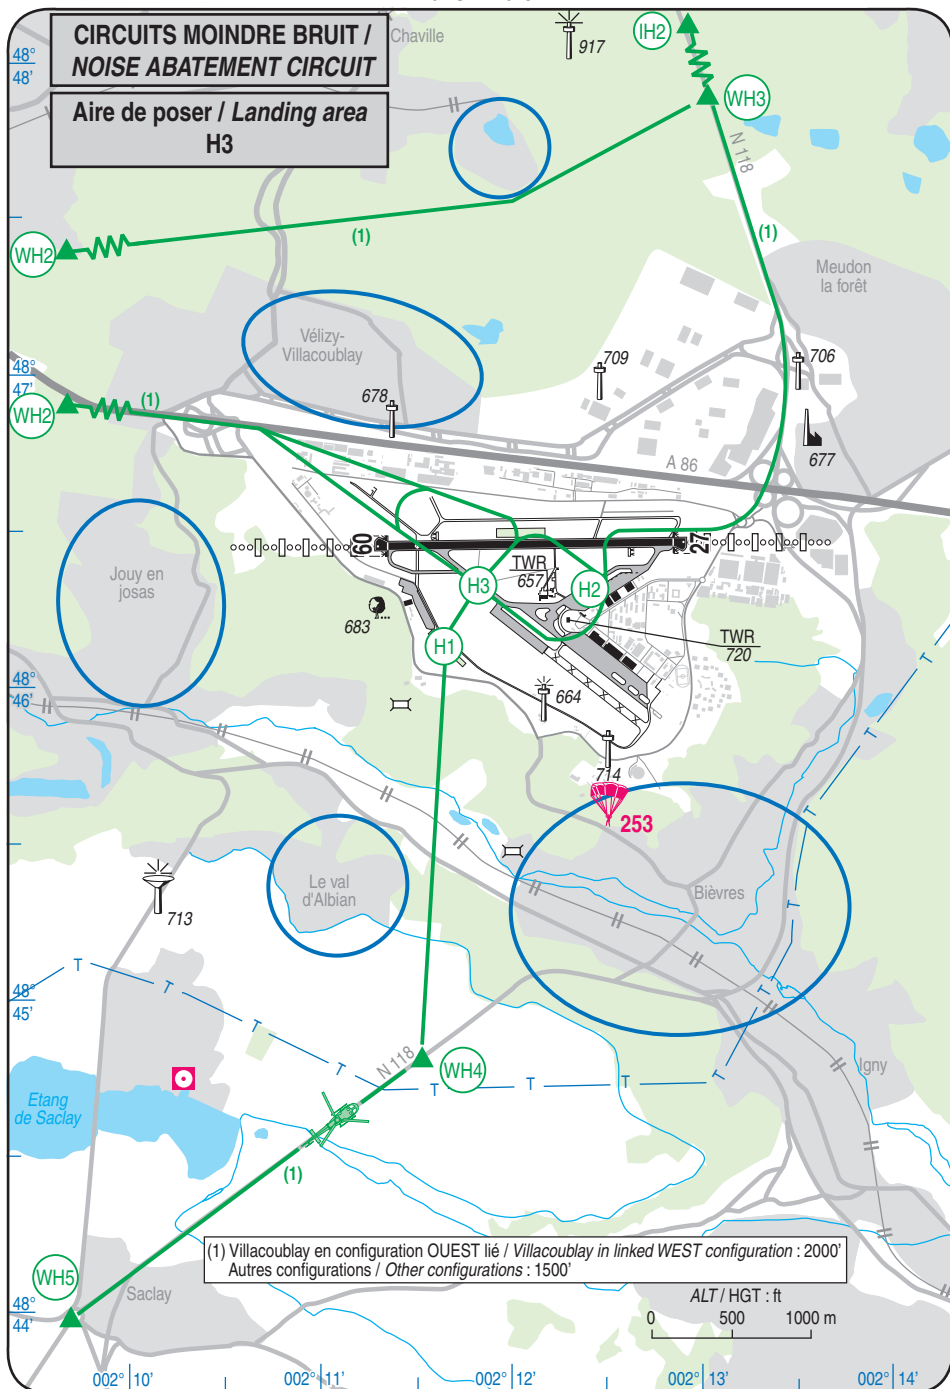 CIRCUITS MOINDRE BRUIT /
NOISE ABATEMENT CIRCUIT
Aire de poser / Landing area
H3
Chaville
917
IH2
WH3
N 118
48°
48'
WH2
(1)
(1)
Meudon
la forêt
Vélizy-
Villacoublay
709
706
48°
47'
WH2
(1)
678
A 86
677
09
27
Jouy en
josas
TWR
657
H3
H2
683
H1
TWR
720
48°
46'
664
714
253
Le val
d'Albian
Bièvres
713
T
T
T
48°
45'
T
T
T
N 118
WH4
T
T
T
T
Igny
Etang
de Saclay
(1)
(1) Villacoublay en configuration OUEST lié / Villacoublay in linked WEST configuration : 2000'
Autres configurations / Other configurations : 1500'
WH5
Saclay
ALT / HGT : ft
0 500 1000 m
48°
44'
002° 10' 002° 11' 002° 12' 002° 13' 002° 14'